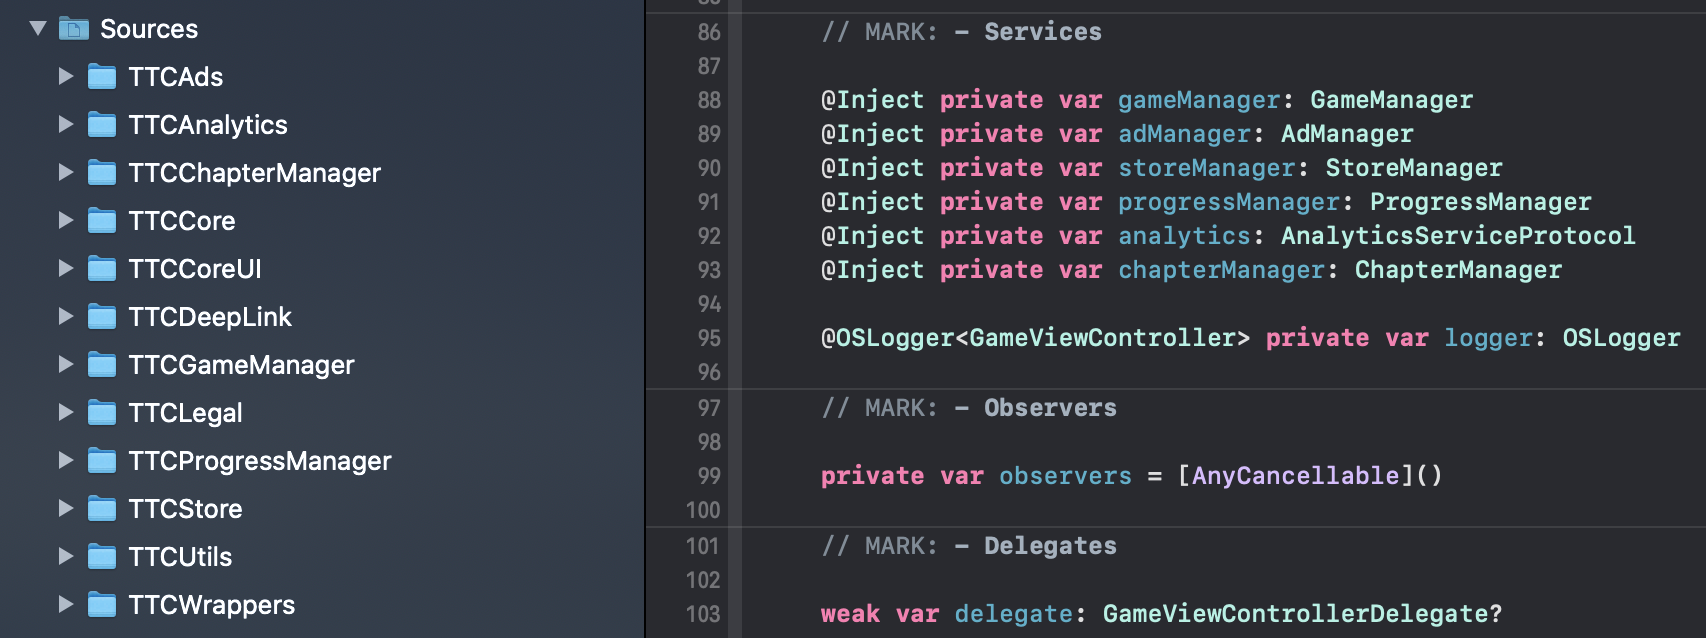 Sources
TTCAds
TTCAnalytics
TTCChapterManager
TTCCore
TTCCoreUI
TTCDeepLink
TTCGameManager
TTCLegal
TTCProgressManager
TTCStore
TTCUtils
TTCWrappers
86 // MARK: - Services
87
88 @Inject private var gameManager: GameManager
89 @Inject private var adManager: AdManager
90 @Inject private var storeManager: StoreManager
91 @Inject private var progressManager: ProgressManager
92 @Inject private var analytics: AnalyticsServiceProtocol
93 @Inject private var chapterManager: ChapterManager
94
95 @OSLogger<GameViewController> private var logger: OSLogger
96
97 // MARK: - Observers
98
99 private var observers = [AnyCancellable]()
100
101 // MARK: - Delegates
102
103 weak var delegate: GameViewControllerDelegate?